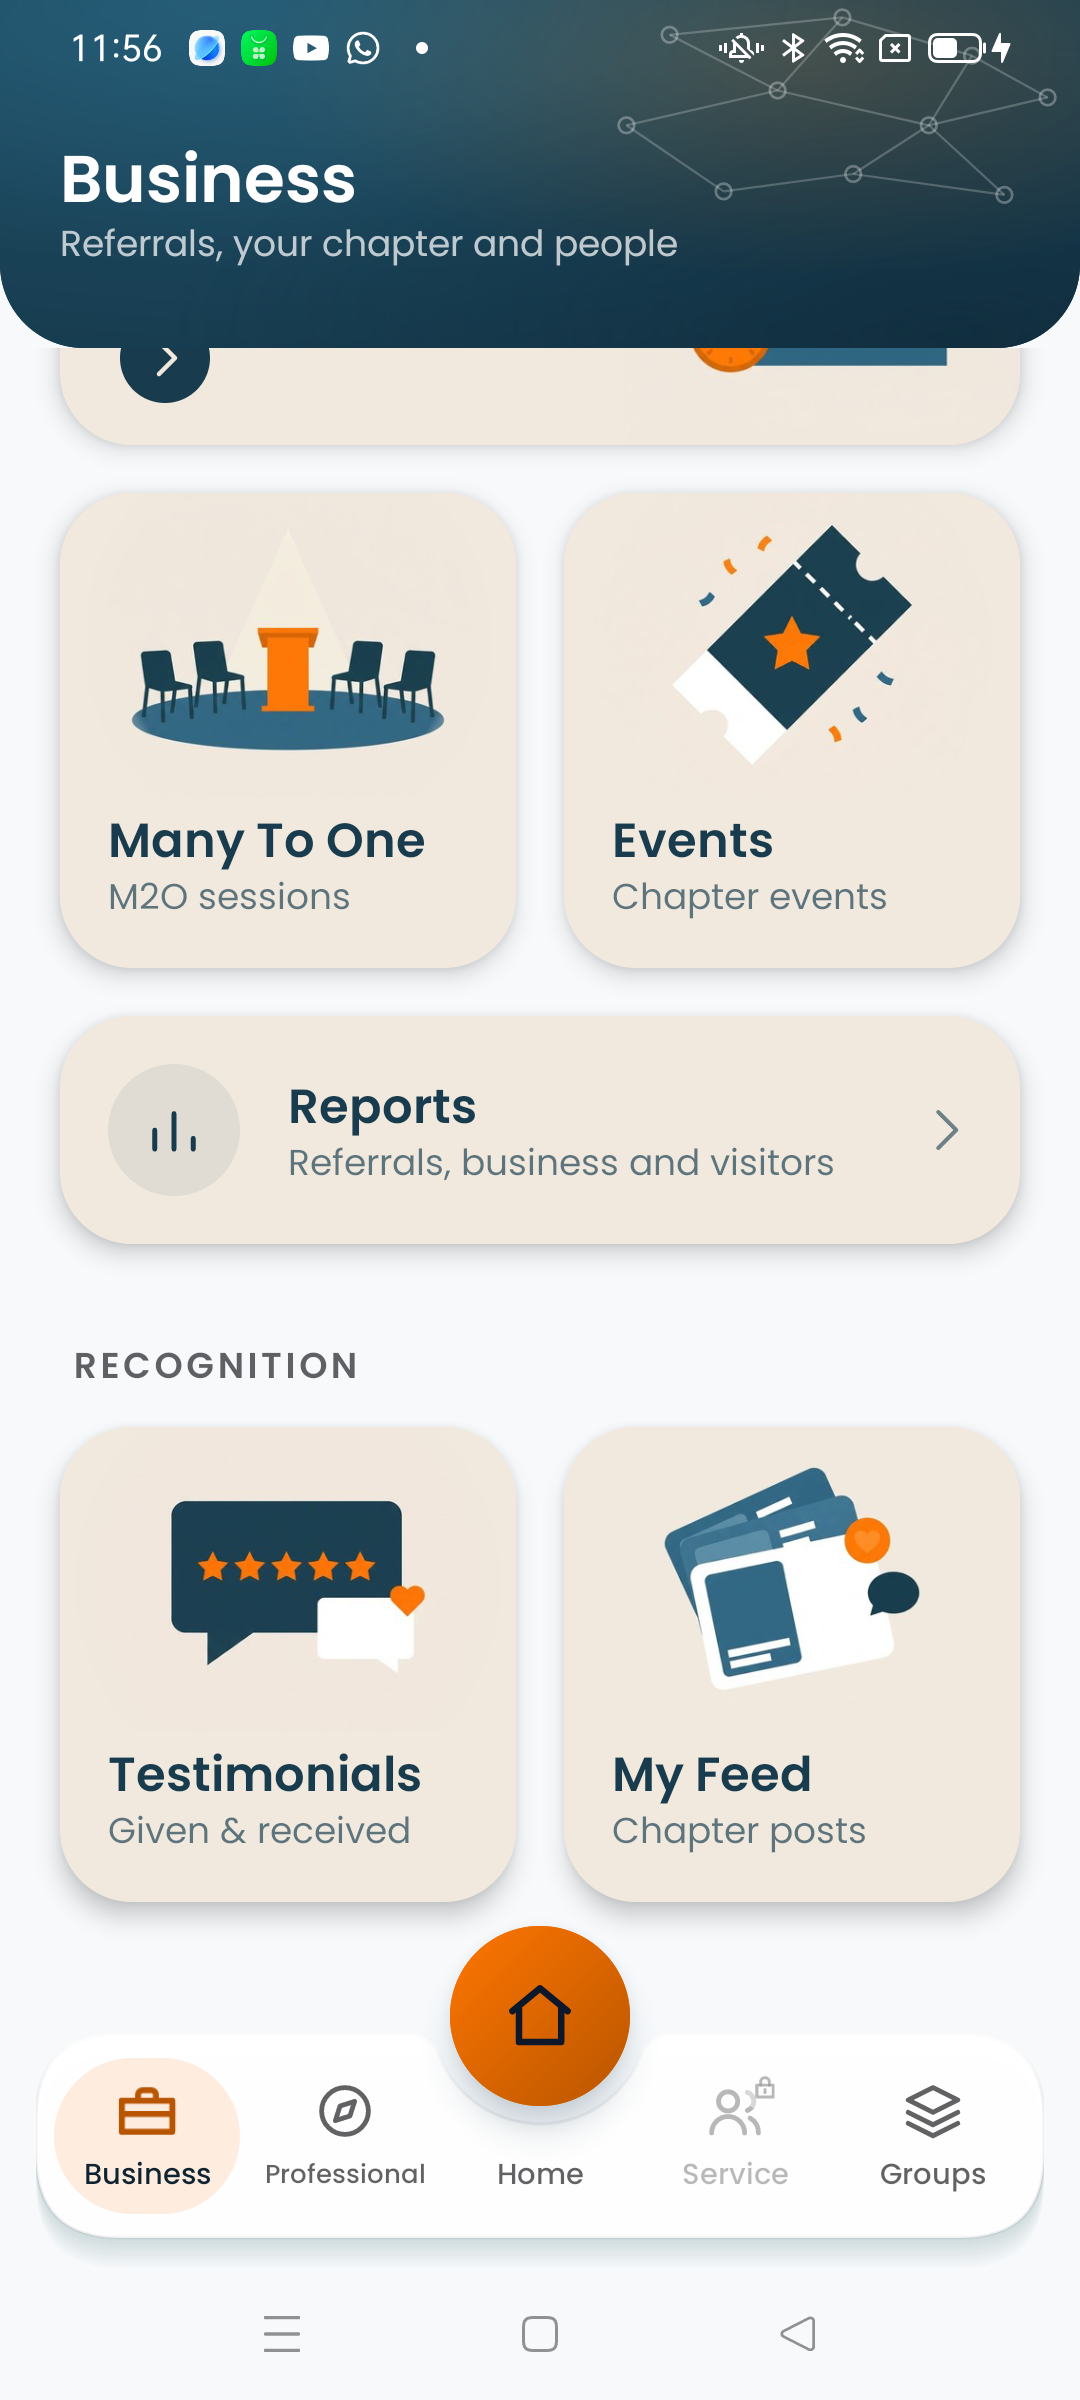 11:56
Business
Referrals, your chapter and people
Many To One
M2O sessions
Events
Chapter events
Reports
Referrals, business and visitors
RECOGNITION
Testimonials
Given & received
My Feed
Chapter posts
Business
Professional
Home
Service
Groups